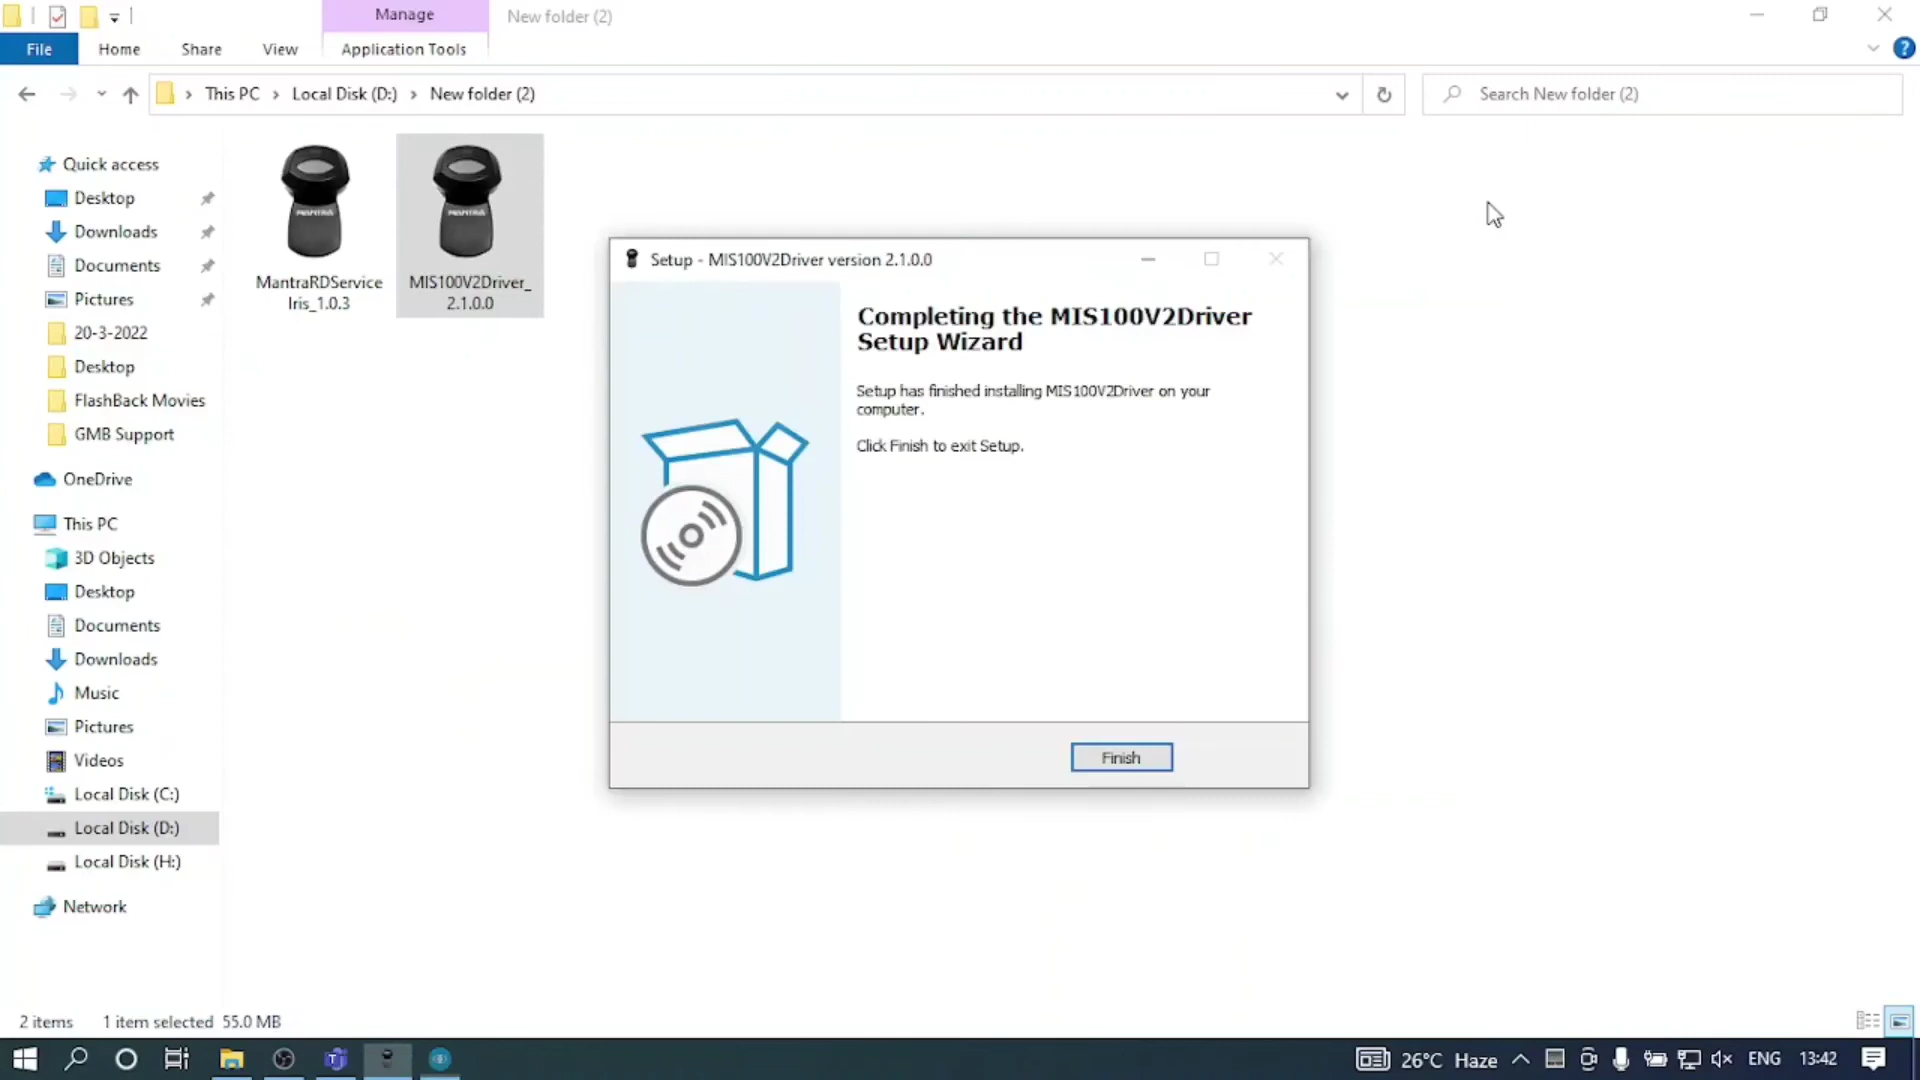 Manage
New folder (2)
File
Home
Share
View
Application Tools
This PC
Local Disk (D:)
New folder (2)
Search New folder (2)
Quick access
Desktop
Downloads
Documents
Pictures
20-3-2022
Desktop
FlashBack Movies
GMB Support
OneDrive
This PC
3D Objects
Desktop
Documents
Downloads
Music
Pictures
Videos
Local Disk (C:)
Local Disk (D:)
Local Disk (H:)
Network
MantraRDService
Iris_1.0.3
MIS100V2Driver_
2.1.0.0
Setup - MIS100V2Driver version 2.1.0.0
Completing the MIS100V2Driver
Setup Wizard
Setup has finished installing MIS100V2Driver on your
computer.
Click Finish to exit Setup.
Finish
2 items
1 item selected 55.0 MB
26°C Haze
ENG
13:42